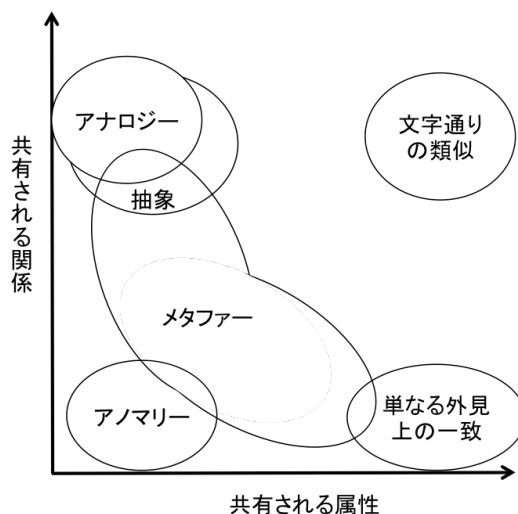 アナロジー
文字通り
の類似
抽象
共有される関係
メタファー
アノマリー
単なる外見
上の一致
共有される属性